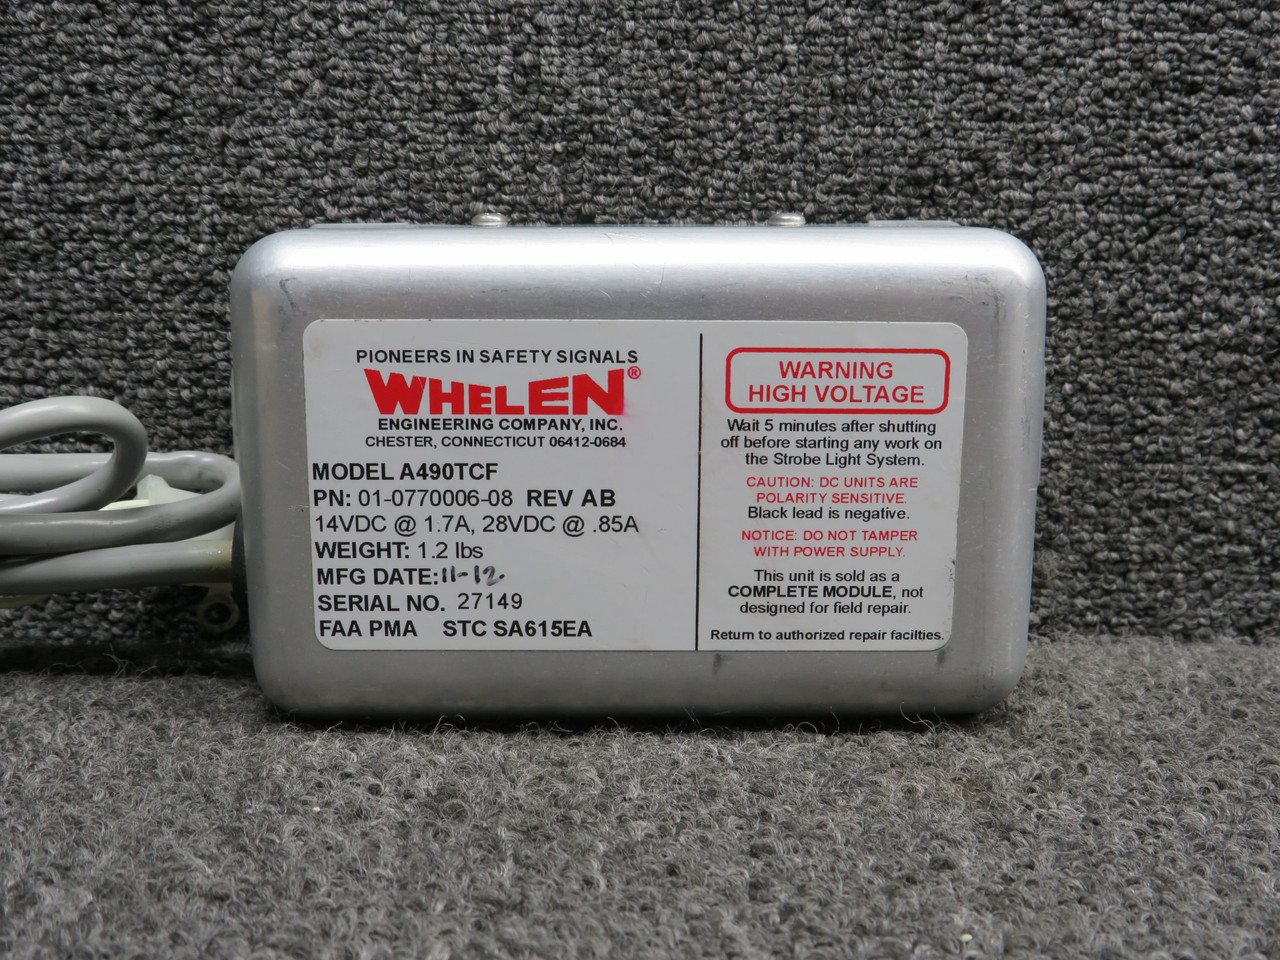 PIONEERS IN SAFETY SIGNALS
WHELEN®
ENGINEERING COMPANY, INC.
CHESTER, CONNECTICUT 06412-0684
MODEL A490TCF
PN: 01-0770006-08 REV AB
14VDC @ 1.7A, 28VDC @ .85A
WEIGHT: 1.2 lbs
MFG DATE: 11-12
SERIAL NO. 27149
FAA PMA STC SA615EA
WARNING
HIGH VOLTAGE
Wait 5 minutes after shutting
off before starting any work on
the Strobe Light System.
CAUTION: DC UNITS ARE
POLARITY SENSITIVE.
Black lead is negative.
NOTICE: DO NOT TAMPER
WITH POWER SUPPLY.
This unit is sold as a
COMPLETE MODULE, not
designed for field repair.
Return to authorized repair facilties.